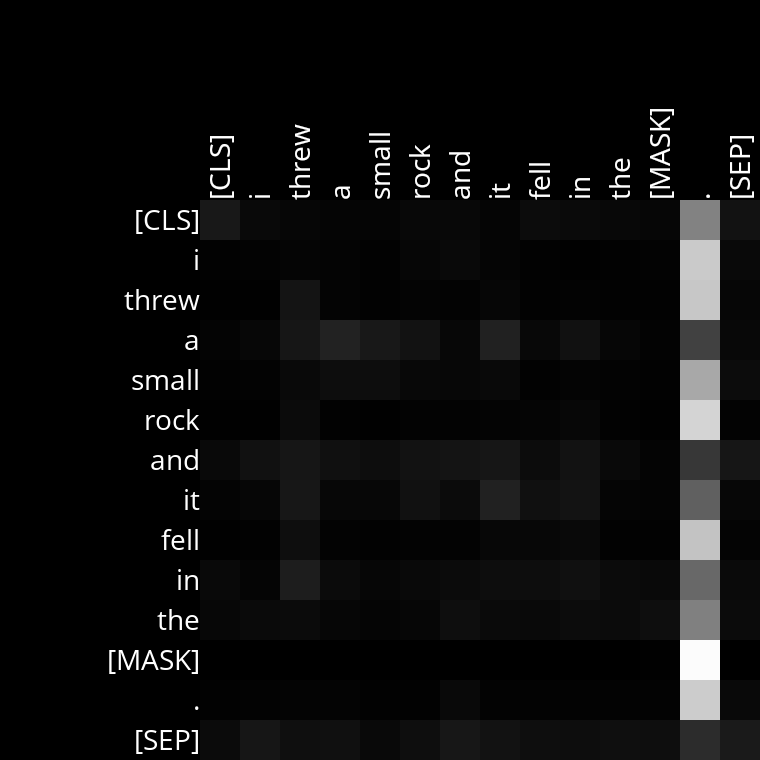 [CLS] i threw a small rock and it fell in the [MASK] . [SEP]
[CLS]
i
threw
a
small
rock
and
it
fell
in
the
[MASK]
.
[SEP]